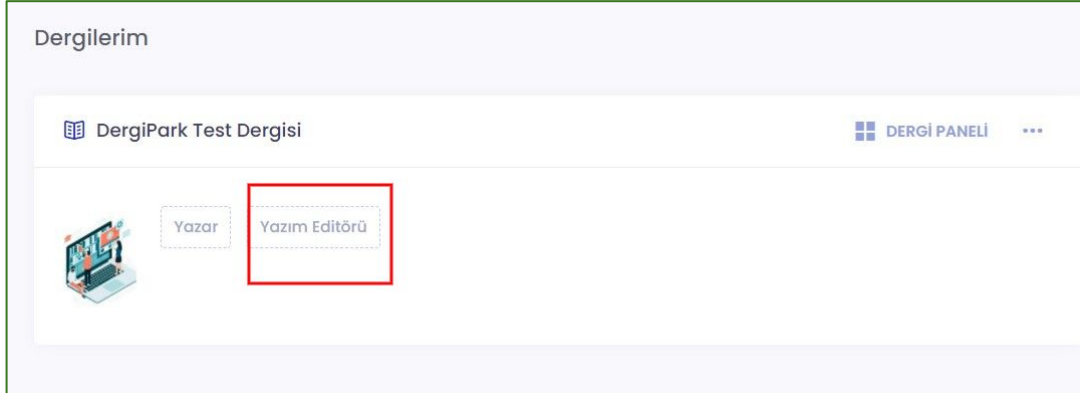 Dergilerim
DergiPark Test Dergisi
DERGİ PANELİ
Yazar
Yazım Editörü